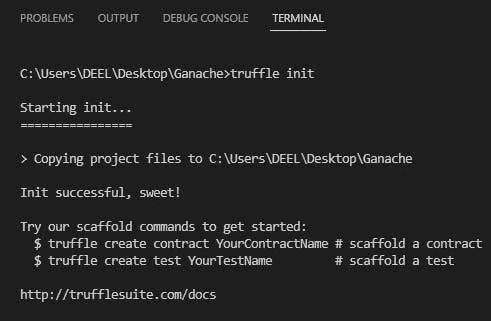 PROBLEMS OUTPUT DEBUG CONSOLE TERMINAL
C:\Users\DEEL\Desktop\Ganache>truffle init
Starting init...
================
> Copying project files to C:\Users\DEEL\Desktop\Ganache
Init successful, sweet!
Try our scaffold commands to get started:
$ truffle create contract YourContractName # scaffold a contract
$ truffle create test YourTestName # scaffold a test
http://trufflesuite.com/docs